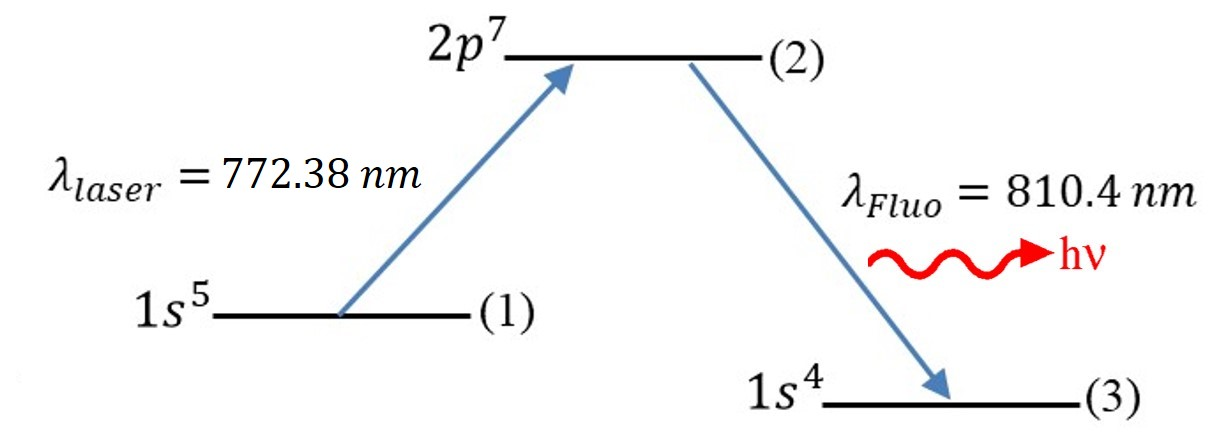 2p⁷ (2)
λ_laser = 772.38 nm
λ_Fluo = 810.4 nm
hν
1s⁵ (1)
1s⁴ (3)